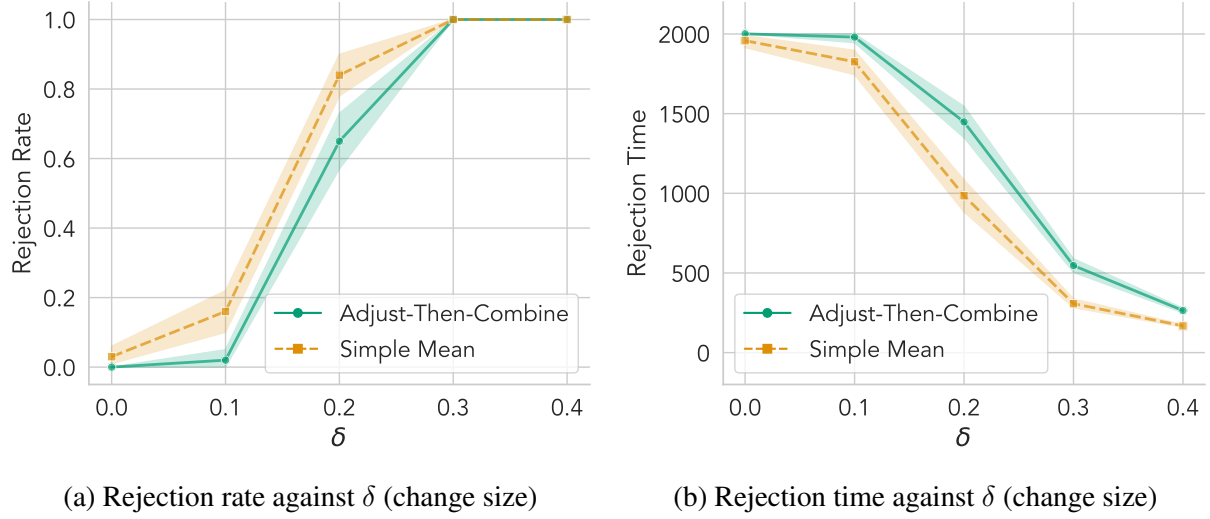 1.0
0.8
0.6
0.4
0.2
0.0
Rejection Rate
Adjust-Then-Combine
Simple Mean
0.0 0.1 0.2 0.3 0.4
δ
(a) Rejection rate against δ (change size)
2000
1500
1000
500
0
Rejection Time
Adjust-Then-Combine
Simple Mean
0.0 0.1 0.2 0.3 0.4
δ
(b) Rejection time against δ (change size)